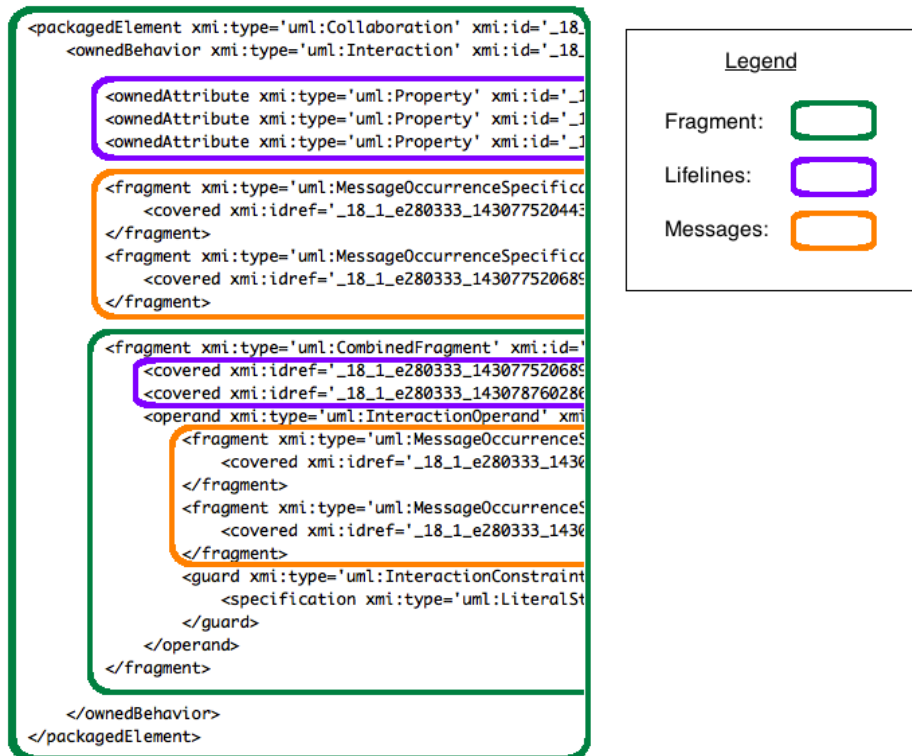 <packagedElement xmi:type='uml:Collaboration' xmi:id='_18_
<ownedBehavior xmi:type='uml:Interaction' xmi:id='_18_
<ownedAttribute xmi:type='uml:Property' xmi:id='_1
<ownedAttribute xmi:type='uml:Property' xmi:id='_1
<ownedAttribute xmi:type='uml:Property' xmi:id='_1
<fragment xmi:type='uml:MessageOccurrenceSpecifica
<covered xmi:idref='_18_1_e280333_143077520443
</fragment>
<fragment xmi:type='uml:MessageOccurrenceSpecifica
<covered xmi:idref='_18_1_e280333_143077520689
</fragment>
<fragment xmi:type='uml:CombinedFragment' xmi:id='
<covered xmi:idref='_18_1_e280333_143077520689
<covered xmi:idref='_18_1_e280333_143078760286
<operand xmi:type='uml:InteractionOperand' xmi
<fragment xmi:type='uml:MessageOccurrenceS
<covered xmi:idref='_18_1_e280333_1430
</fragment>
<fragment xmi:type='uml:MessageOccurrenceS
<covered xmi:idref='_18_1_e280333_1430
</fragment>
<guard xmi:type='uml:InteractionConstraint
<specification xmi:type='uml:LiteralSt
</guard>
</operand>
</fragment>
</ownedBehavior>
</packagedElement>
Legend
Fragment:
Lifelines:
Messages: